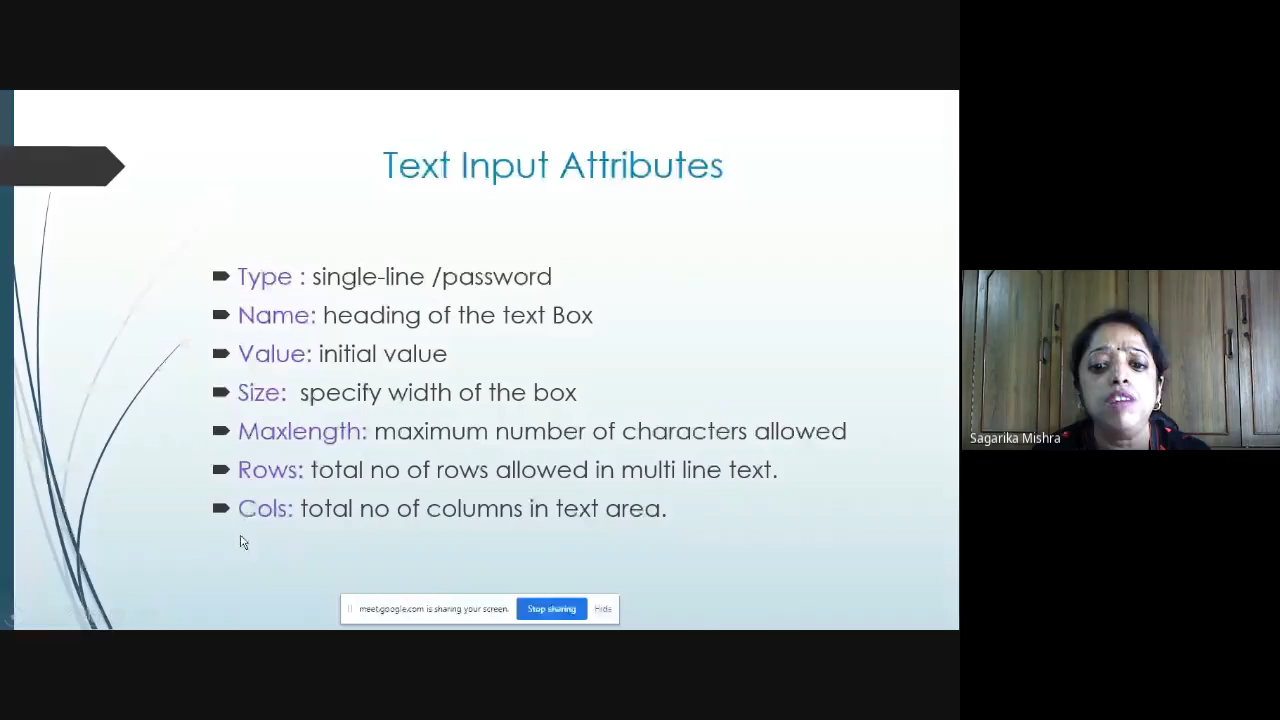 Text Input Attributes
Type : single-line /password
Name: heading of the text Box
Value: initial value
Size: specify width of the box
Maxlength: maximum number of characters allowed
Rows: total no of rows allowed in multi line text.
Cols: total no of columns in text area.
meet.google.com is sharing your screen. Stop sharing Hide
Sagarika Mishra